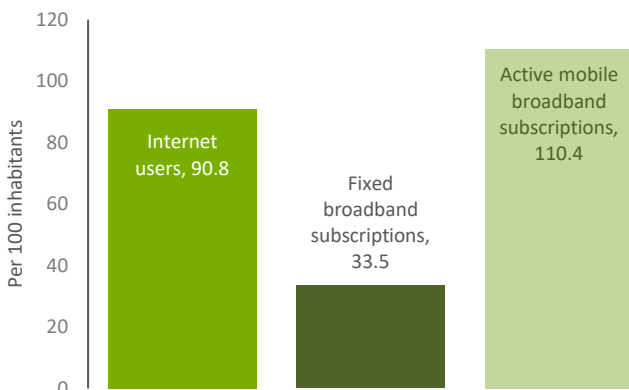 120
100
80
60
40
20
0
Per 100 inhabitants
Internet
users, 90.8
Fixed
broadband
subscriptions,
33.5
Active mobile
broadband
subscriptions,
110.4